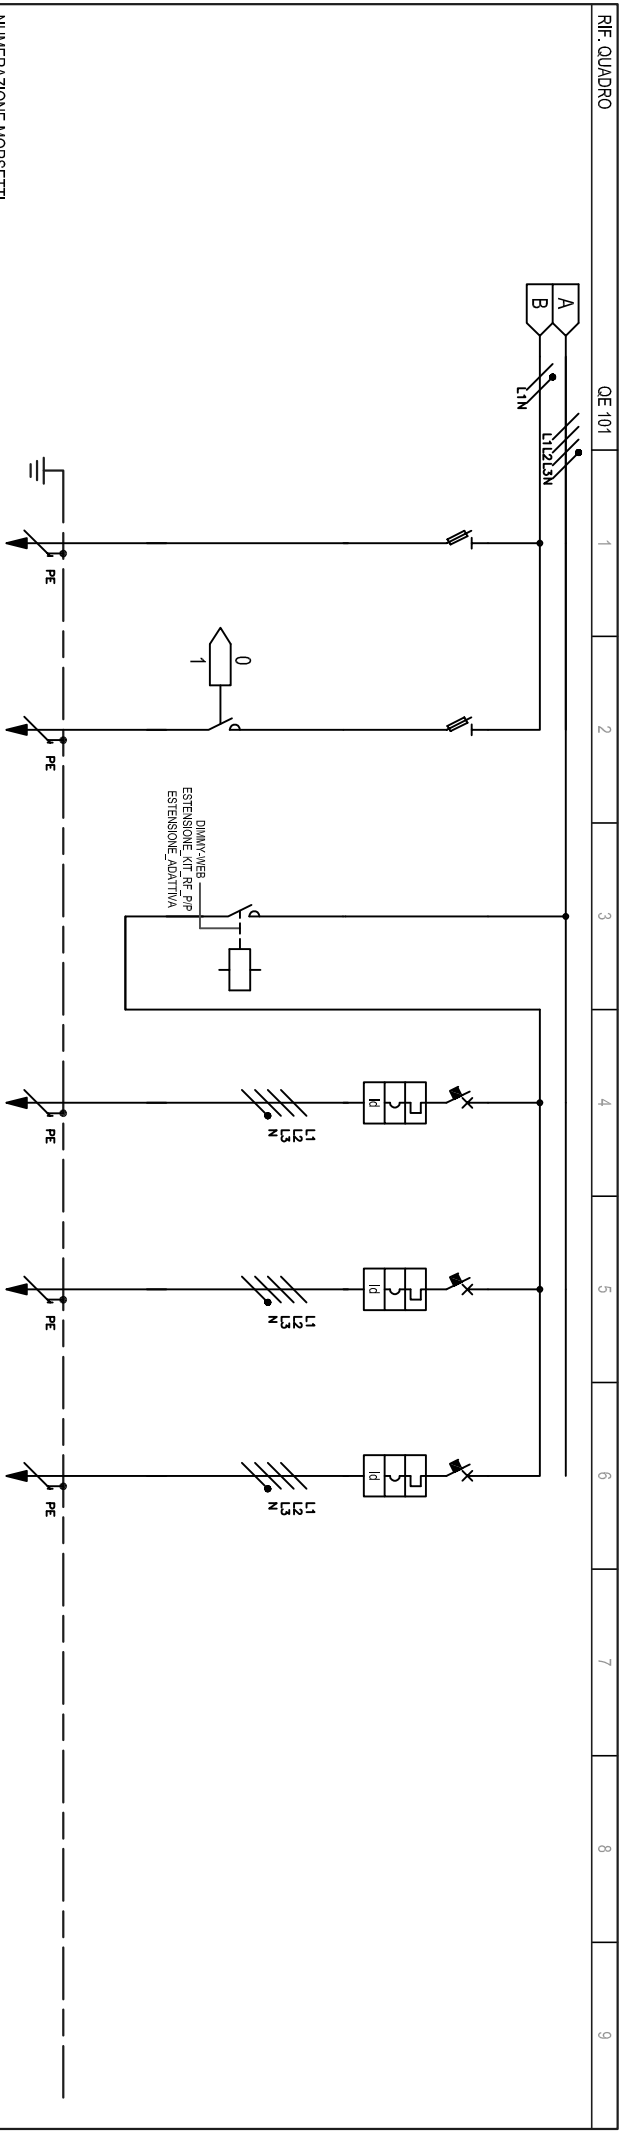 RIF. QUADRO
QE 101
1
2
3
4
5
6
7
8
9
A
B
L1N
L1L2L3N
0
1
DIMMY-WEB
ESTENSIONE_KIT_RF_P/P
ESTENSIONE_ADATTIVA
Id
Id
Id
L1
L2
L3
N
L1
L2
L3
N
L1
L2
L3
N
PE
PE
PE
PE
PE
NUMERAZIONE MORSETTI